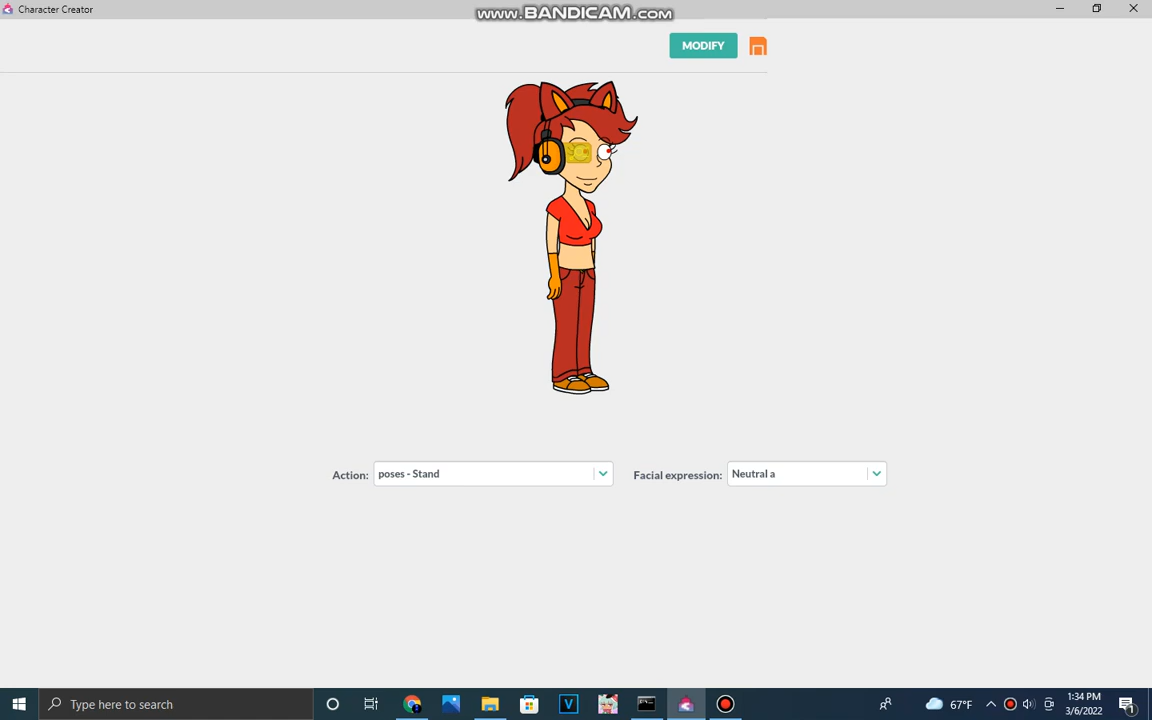 Character Creator
www.BANDICAM.com
MODIFY
Action:
poses - Stand
Facial expression:
Neutral a
Type here to search
67°F
1:34 PM
3/6/2022
1